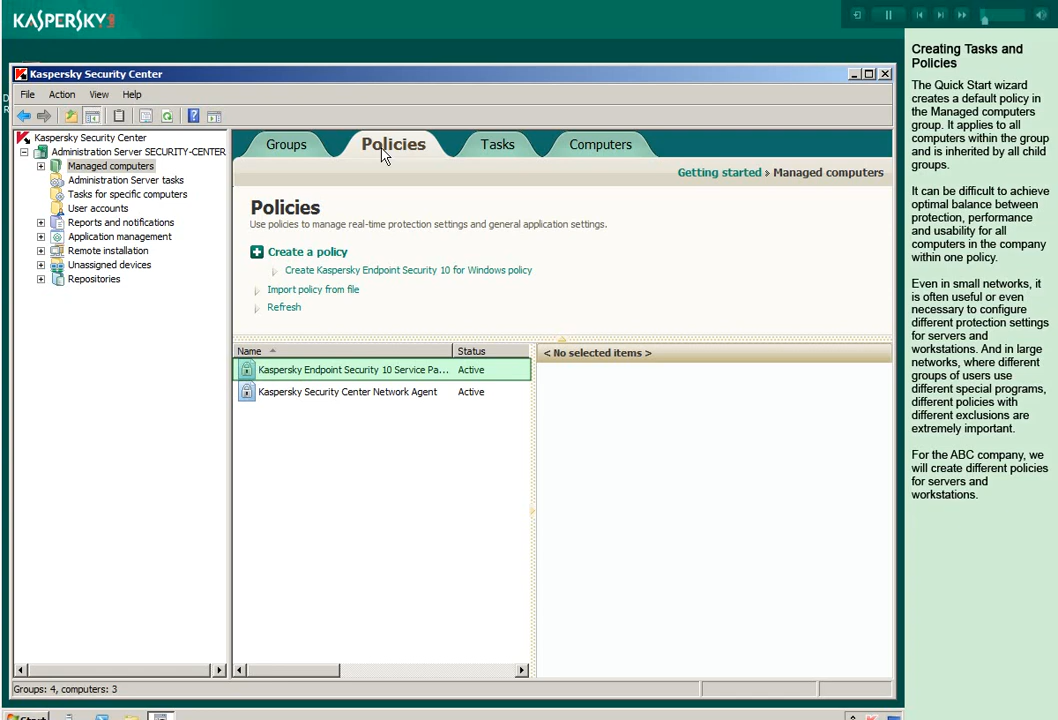 KASPERSKY
Kaspersky Security Center
File Action View Help
Kaspersky Security Center
Administration Server SECURITY-CENTER
Managed computers
Administration Server tasks
Tasks for specific computers
User accounts
Reports and notifications
Application management
Remote installation
Unassigned devices
Repositories
Groups Policies Tasks Computers
Getting started › Managed computers
Policies
Use policies to manage real-time protection settings and general application settings.
Create a policy
Create Kaspersky Endpoint Security 10 for Windows policy
Import policy from file
Refresh
Name Status
Kaspersky Endpoint Security 10 Service Pa... Active
Kaspersky Security Center Network Agent Active
< No selected items >
Groups: 4, computers: 3
Start
Creating Tasks and
Policies
The Quick Start wizard
creates a default policy in
the Managed computers
group. It applies to all
computers within the group
and is inherited by all child
groups.
It can be difficult to achieve
optimal balance between
protection, performance
and usability for all
computers in the company
within one policy.
Even in small networks, it
is often useful or even
necessary to configure
different protection settings
for servers and
workstations. And in large
networks, where different
groups of users use
different special programs,
different policies with
different exclusions are
extremely important.
For the ABC company, we
will create different policies
for servers and
workstations.